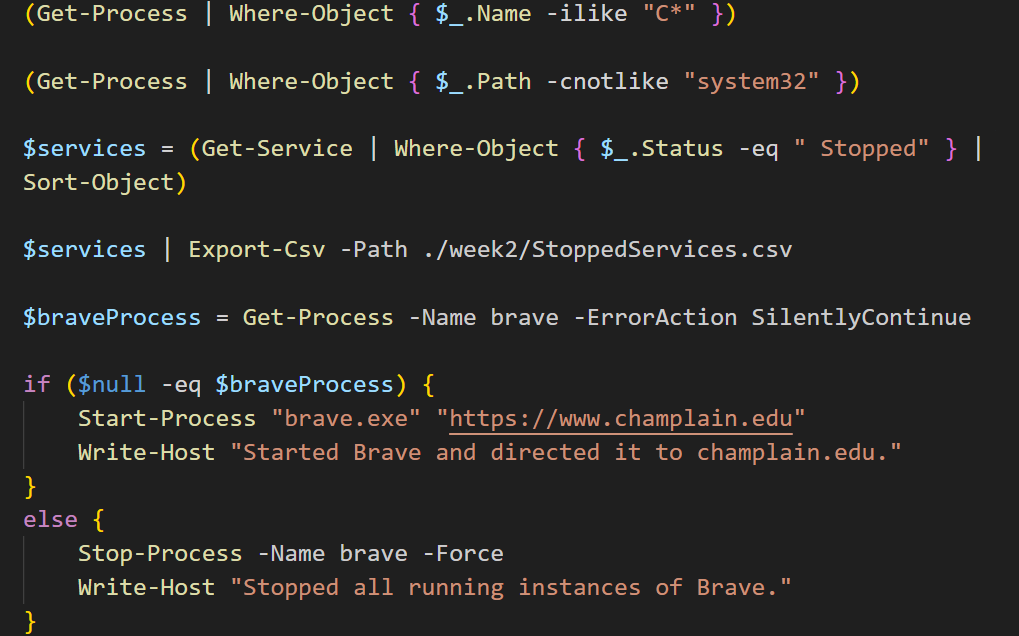 (Get-Process | Where-Object { $_.Name -ilike "C*" })
(Get-Process | Where-Object { $_.Path -cnotlike "system32" })
$services = (Get-Service | Where-Object { $_.Status -eq " Stopped" } |
Sort-Object)
$services | Export-Csv -Path ./week2/StoppedServices.csv
$braveProcess = Get-Process -Name brave -ErrorAction SilentlyContinue
if ($null -eq $braveProcess) {
    Start-Process "brave.exe" "https://www.champlain.edu"
    Write-Host "Started Brave and directed it to champlain.edu."
}
else {
    Stop-Process -Name brave -Force
    Write-Host "Stopped all running instances of Brave."
}